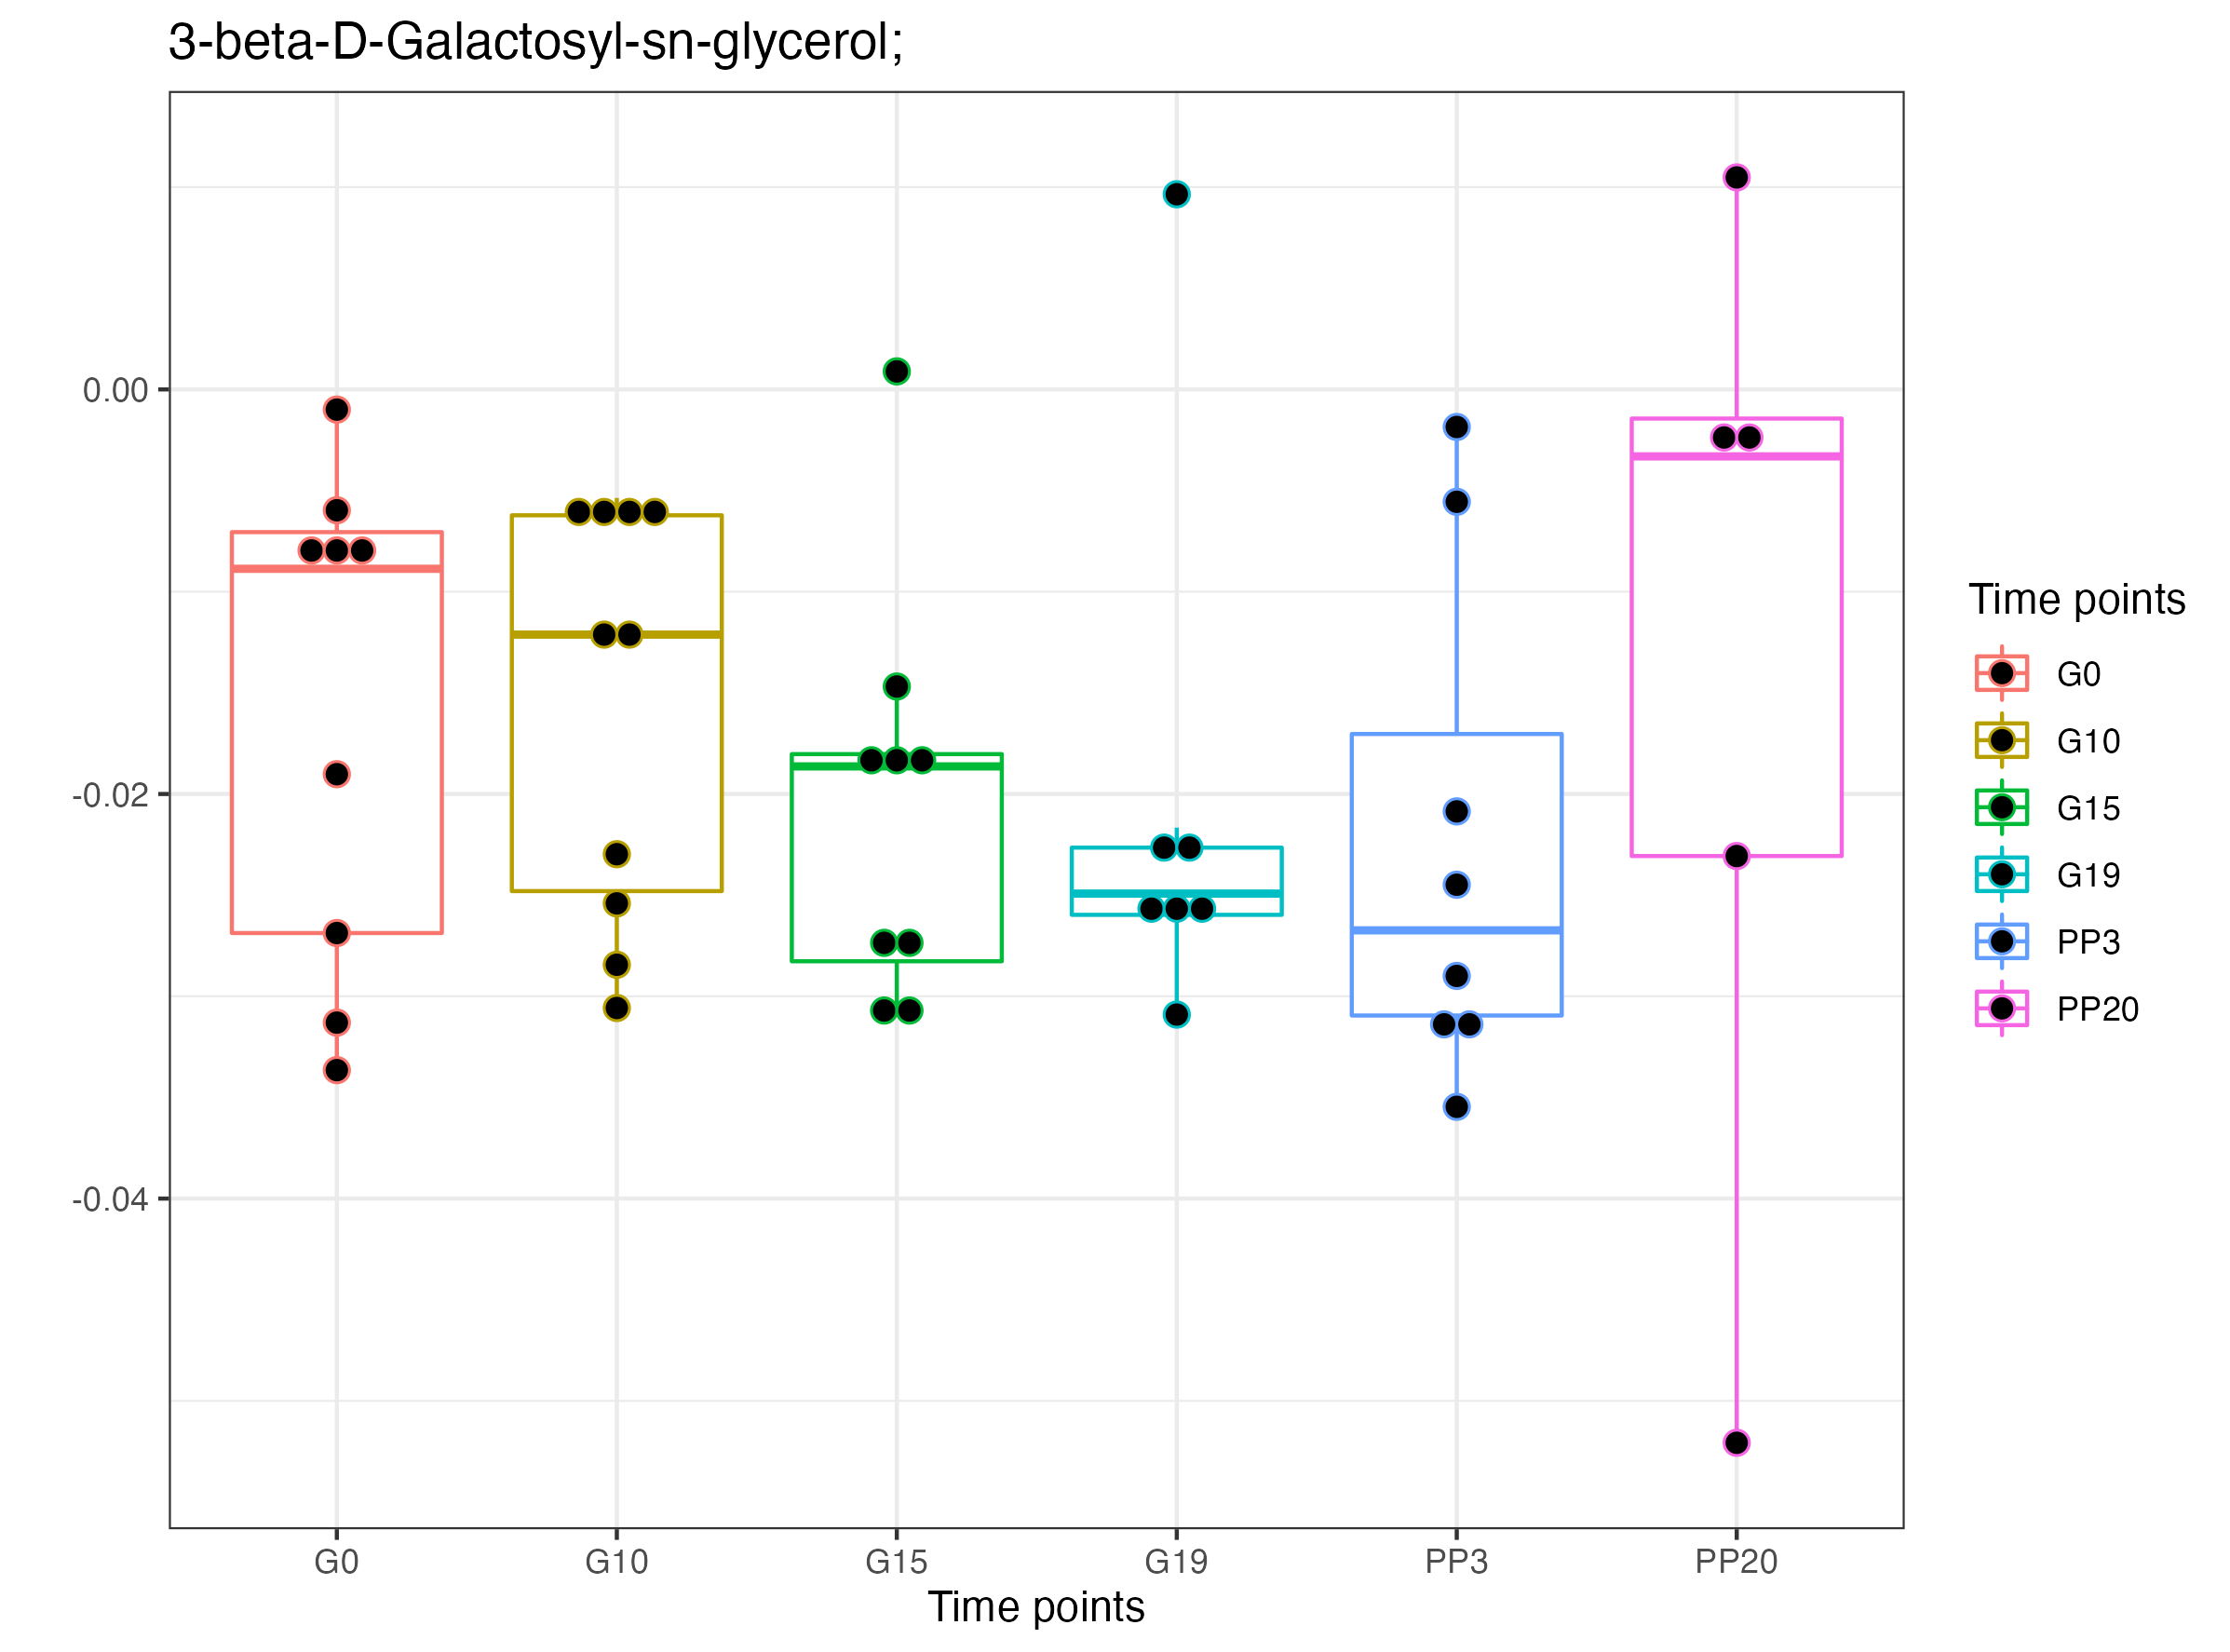 3-beta-D-Galactosyl-sn-glycerol;
0.00
-0.02
-0.04
G0 G10 G15 G19 PP3 PP20
Time points
Time points
G0
G10
G15
G19
PP3
PP20